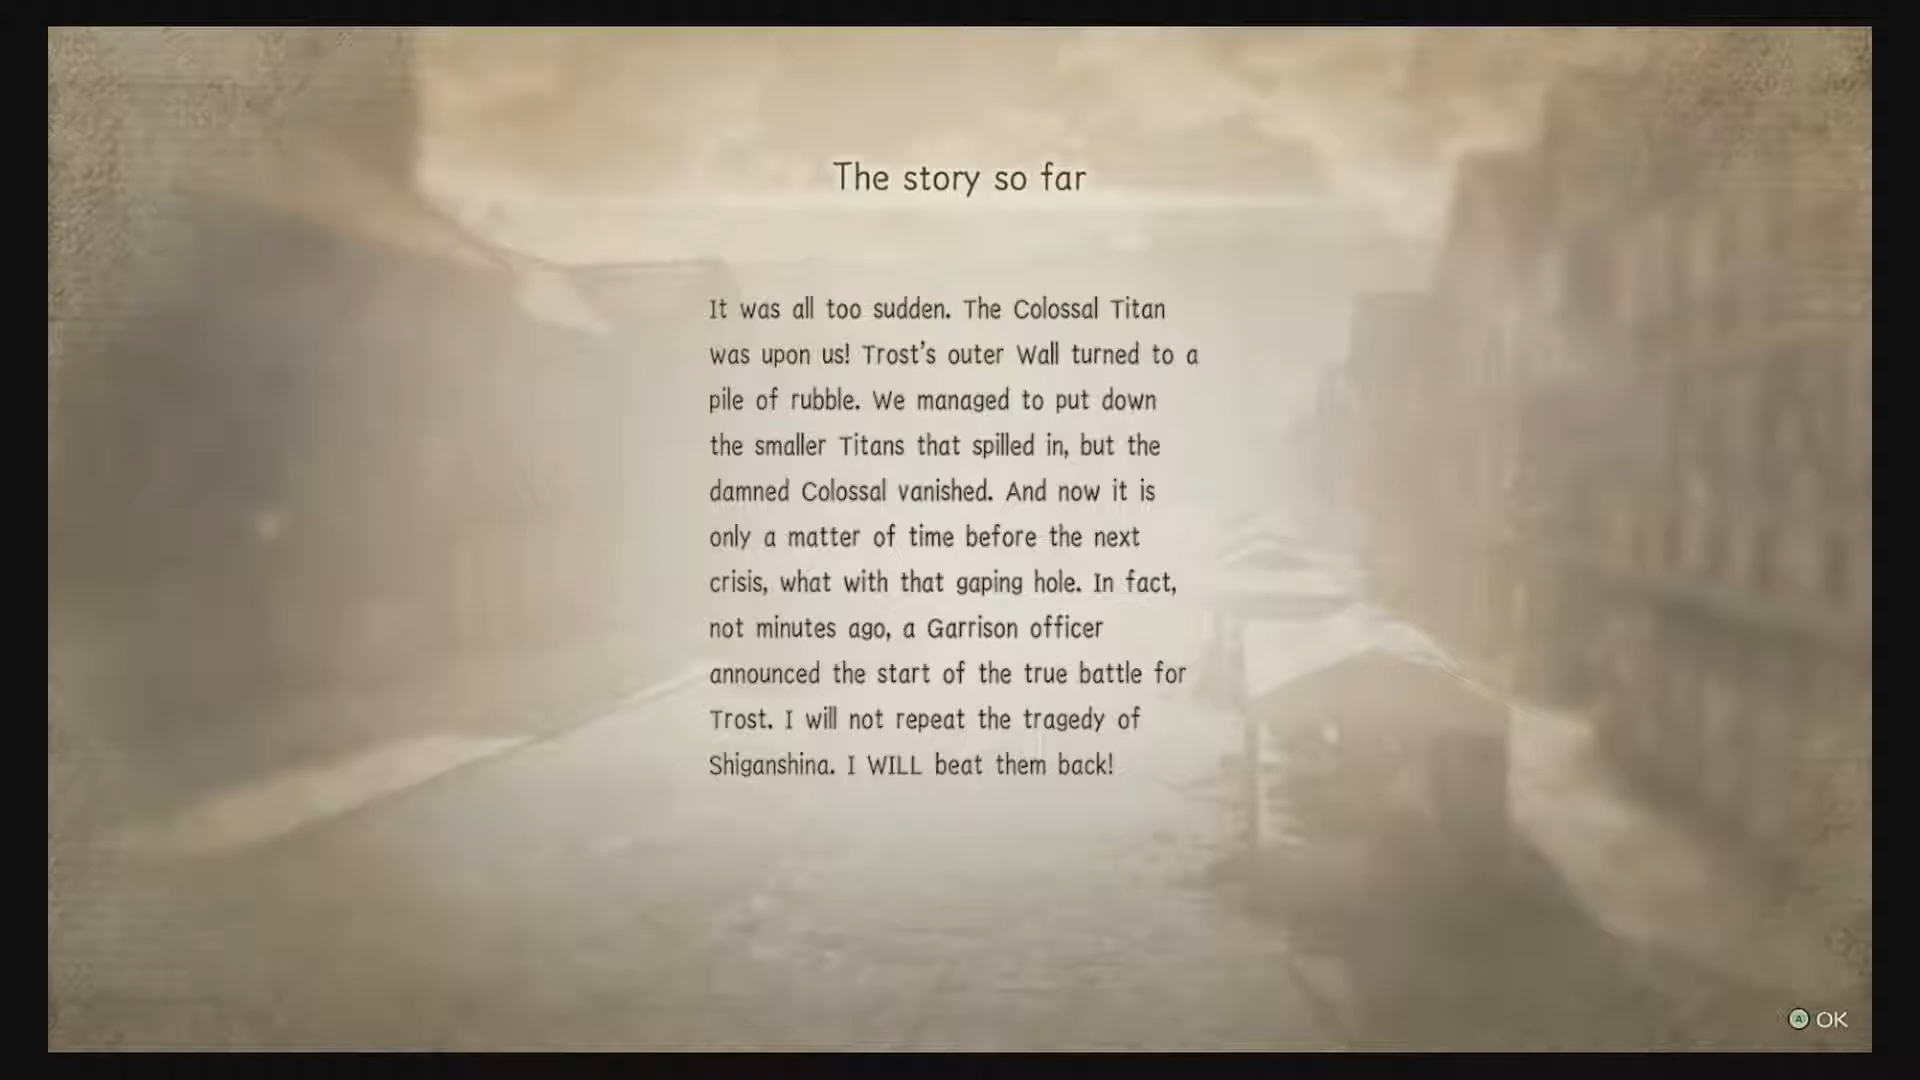 The story so far
It was all too sudden. The Colossal Titan
was upon us! Trost's outer Wall turned to a
pile of rubble. We managed to put down
the smaller Titans that spilled in, but the
damned Colossal vanished. And now it is
only a matter of time before the next
crisis, what with that gaping hole. In fact,
not minutes ago, a Garrison officer
announced the start of the true battle for
Trost. I will not repeat the tragedy of
Shiganshina. I WILL beat them back!
A OK